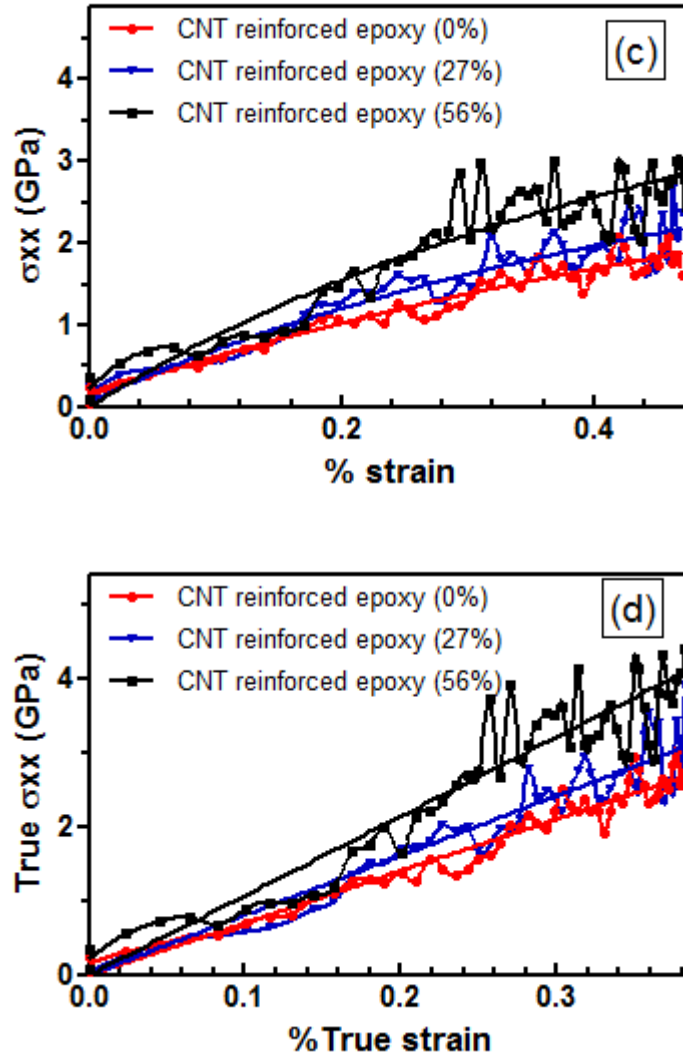 CNT reinforced epoxy (0%)
CNT reinforced epoxy (27%)
CNT reinforced epoxy (56%)
(c)
4
3
2
1
0
σxx (GPa)
0.0 0.2 0.4
% strain
CNT reinforced epoxy (0%)
CNT reinforced epoxy (27%)
CNT reinforced epoxy (56%)
(d)
4
2
0
True σxx (GPa)
0.0 0.1 0.2 0.3
%True strain